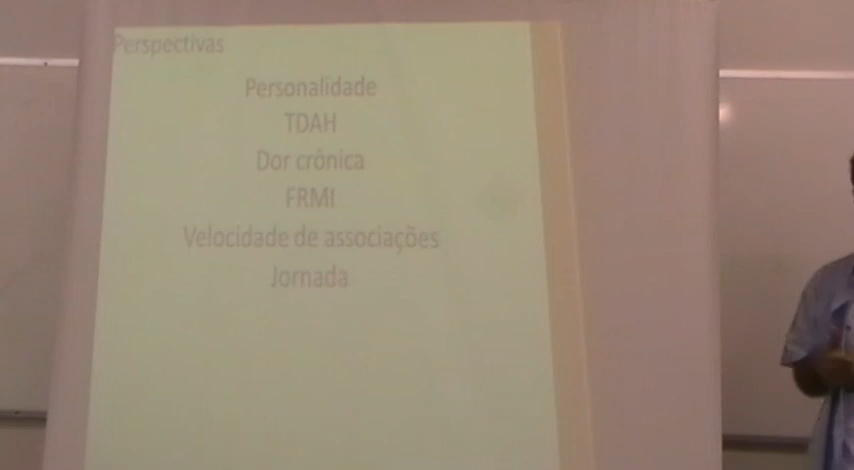 Perspectivas
Personalidade
TDAH
Dor crônica
FRMI
Velocidade de associações
Jornada